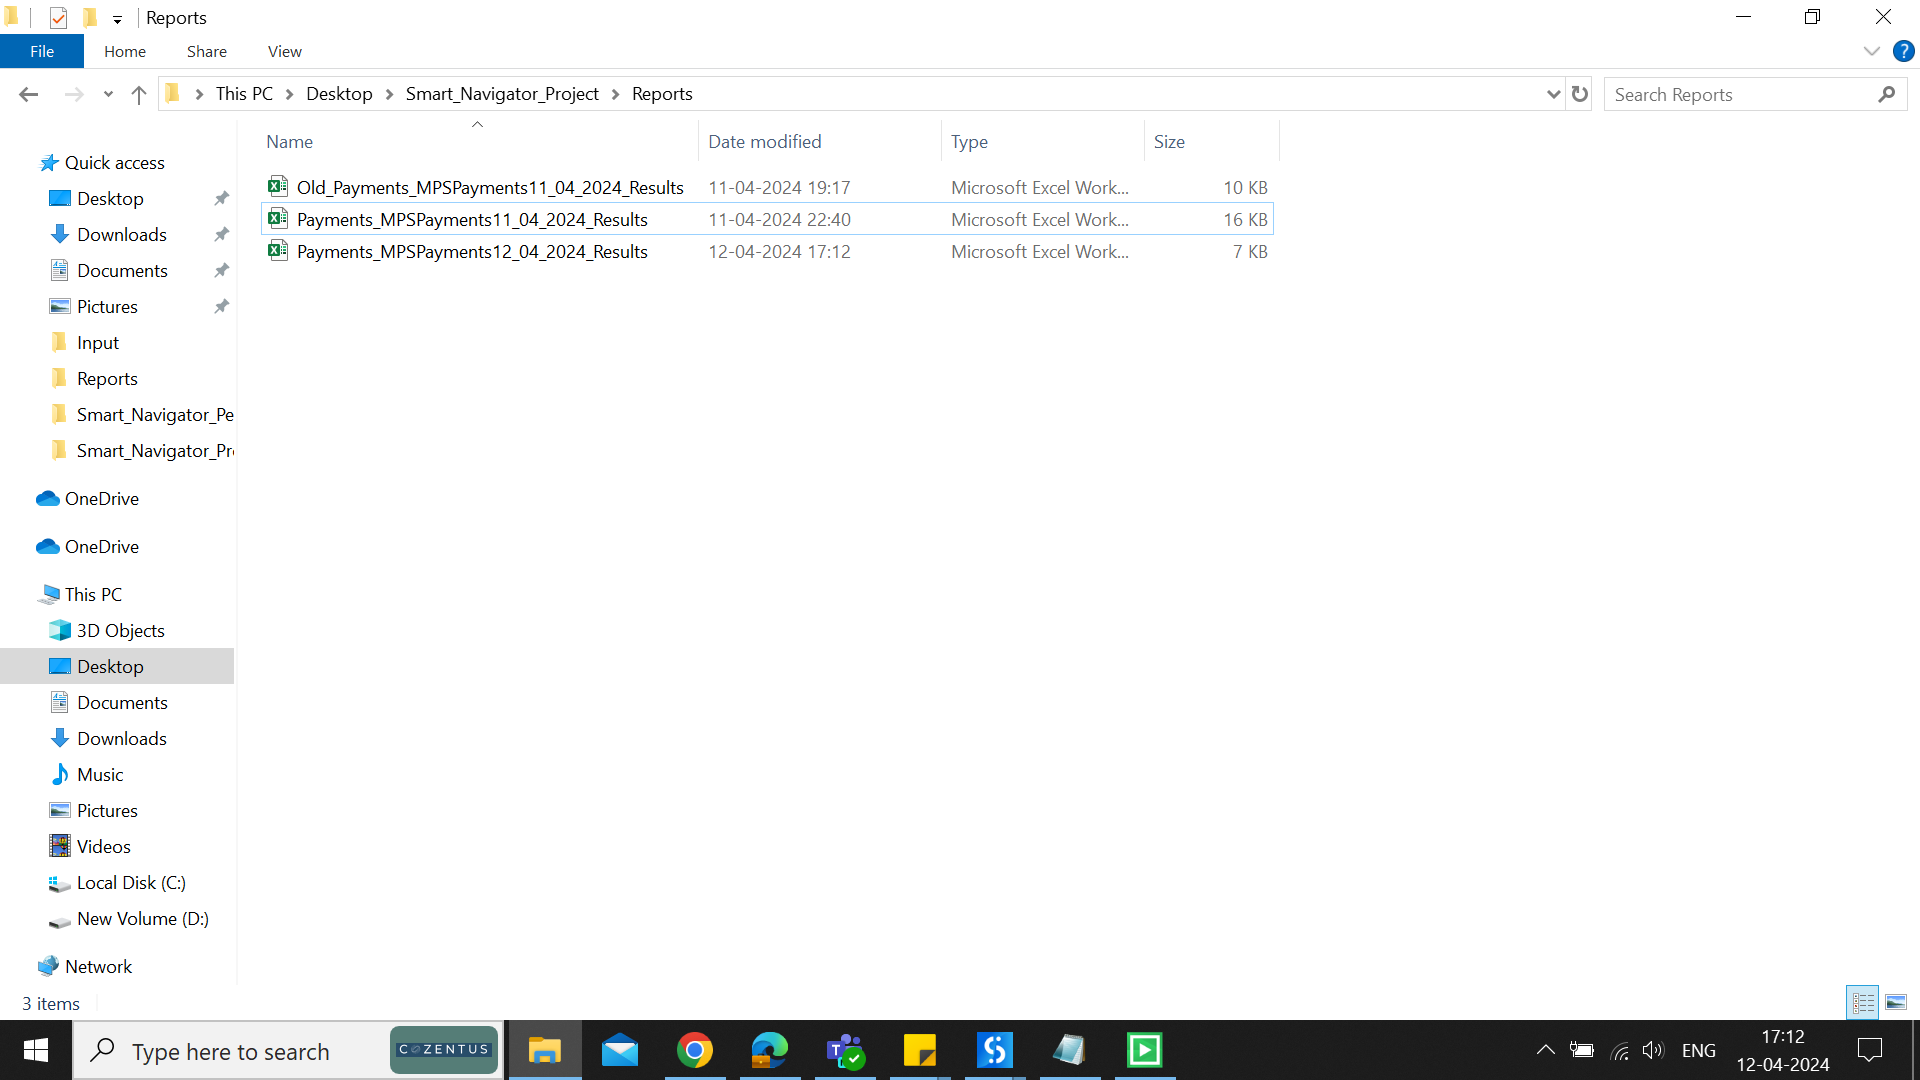 Reports
File Home Share View
This PC Desktop Smart_Navigator_Project Reports
Search Reports
Name Date modified Type Size
Old_Payments_MPSPayments11_04_2024_Results 11-04-2024 19:17 Microsoft Excel Work... 10 KB
Payments_MPSPayments11_04_2024_Results 11-04-2024 22:40 Microsoft Excel Work... 16 KB
Payments_MPSPayments12_04_2024_Results 12-04-2024 17:12 Microsoft Excel Work... 7 KB
Quick access
Desktop
Downloads
Documents
Pictures
Input
Reports
Smart_Navigator_Pe
Smart_Navigator_Pr
OneDrive
OneDrive
This PC
3D Objects
Desktop
Documents
Downloads
Music
Pictures
Videos
Local Disk (C:)
New Volume (D:)
Network
3 items
Type here to search
COZENTUS
ENG
17:12
12-04-2024